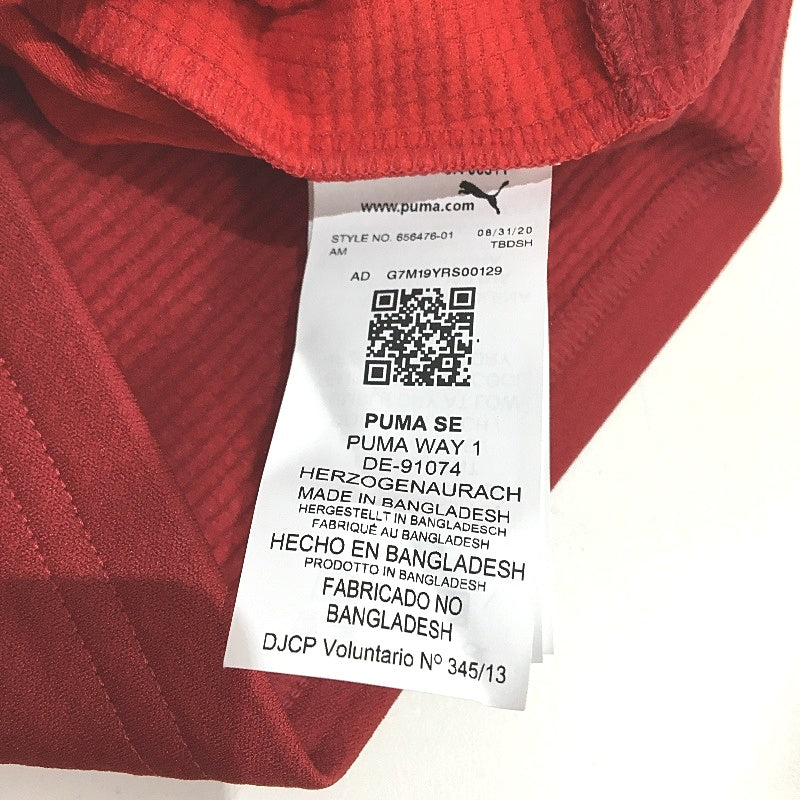 www.puma.com
STYLE NO. 656476-01 08/31/20
AM TBDSH
AD G7M19YRS00129
PUMA SE
PUMA WAY 1
DE-91074
HERZOGENAURACH
MADE IN BANGLADESH
HERGESTELLT IN BANGLADESCH
FABRIQUÉ AU BANGLADESH
HECHO EN BANGLADESH
PRODOTTO IN BANGLADESH
FABRICADO NO
BANGLADESH
DJCP Voluntario Nº 345/13